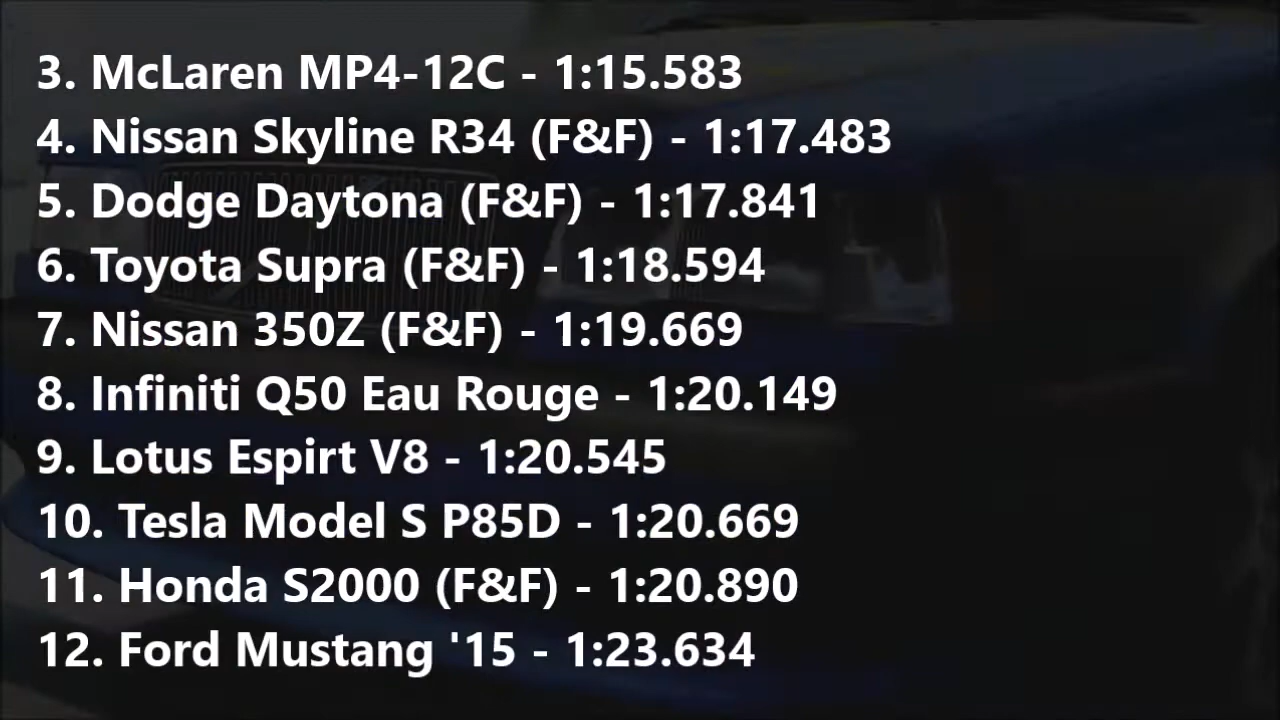 3. McLaren MP4-12C - 1:15.583
4. Nissan Skyline R34 (F&F) - 1:17.483
5. Dodge Daytona (F&F) - 1:17.841
6. Toyota Supra (F&F) - 1:18.594
7. Nissan 350Z (F&F) - 1:19.669
8. Infiniti Q50 Eau Rouge - 1:20.149
9. Lotus Espirt V8 - 1:20.545
10. Tesla Model S P85D - 1:20.669
11. Honda S2000 (F&F) - 1:20.890
12. Ford Mustang '15 - 1:23.634